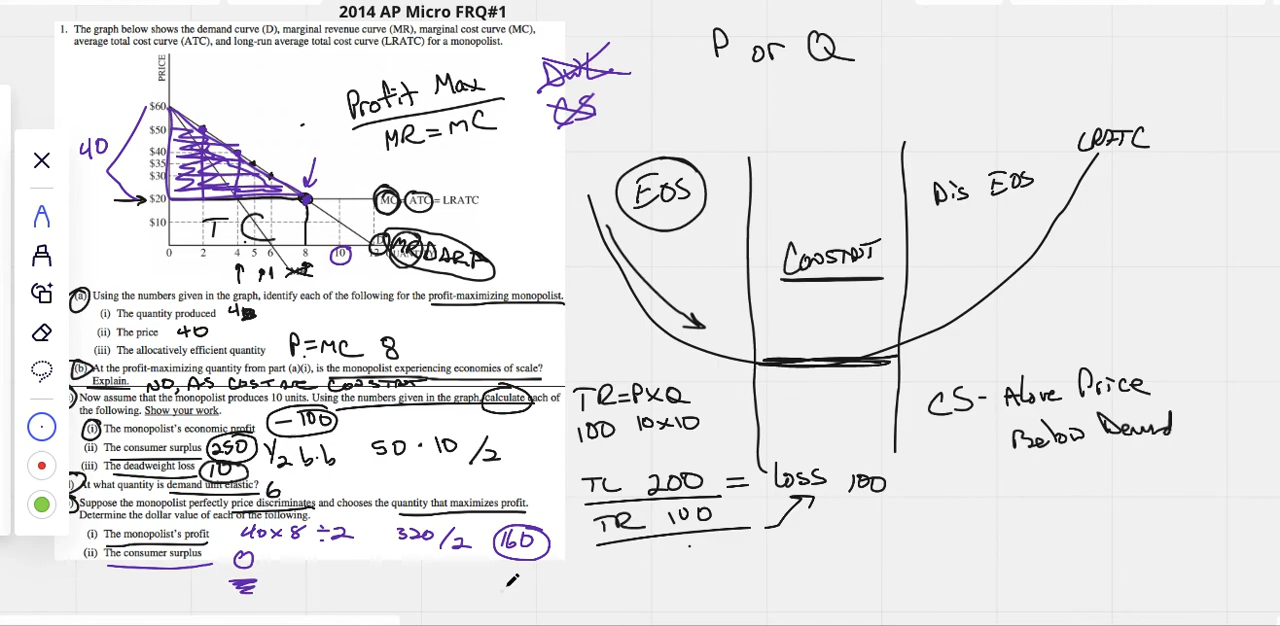 2014 AP Micro FRQ#1
1. The graph below shows the demand curve (D), marginal revenue curve (MR), marginal cost curve (MC),
average total cost curve (ATC), and long-run average total cost curve (LRATC) for a monopolist.
P or Q
PRICE
DWL
CS
Profit Max
MR = MC
$60
$50
$40
$35
$30
$20
$10
40
MC = ATC = LRATC
T C
D
MR
DARP
QUANTITY
0 2 4 5 6 8 10 12
EOS
CONSTANT
Dis EOS
LRATC
(a) Using the numbers given in the graph, identify each of the following for the profit-maximizing monopolist.
(i) The quantity produced 4
(ii) The price 40
(iii) The allocatively efficient quantity P=MC 8
(b) At the profit-maximizing quantity from part (a)(i), is the monopolist experiencing economies of scale?
Explain. NO, AS COST ARE CONSTANT
Now assume that the monopolist produces 10 units. Using the numbers given in the graph, calculate each of
the following. Show your work.
(i) The monopolist's economic profit -100
(ii) The consumer surplus 250 1/2 b.h 50 · 10 /2
(iii) The deadweight loss 10
At what quantity is demand unit elastic? 6
Suppose the monopolist perfectly price discriminates and chooses the quantity that maximizes profit.
Determine the dollar value of each of the following.
(i) The monopolist's profit 40 x 8 ÷ 2 320/2 160
(ii) The consumer surplus 0
TR = P x Q
100 10 x 10
TC 200 = loss 100
TR 100
CS - Above Price
Below Demand